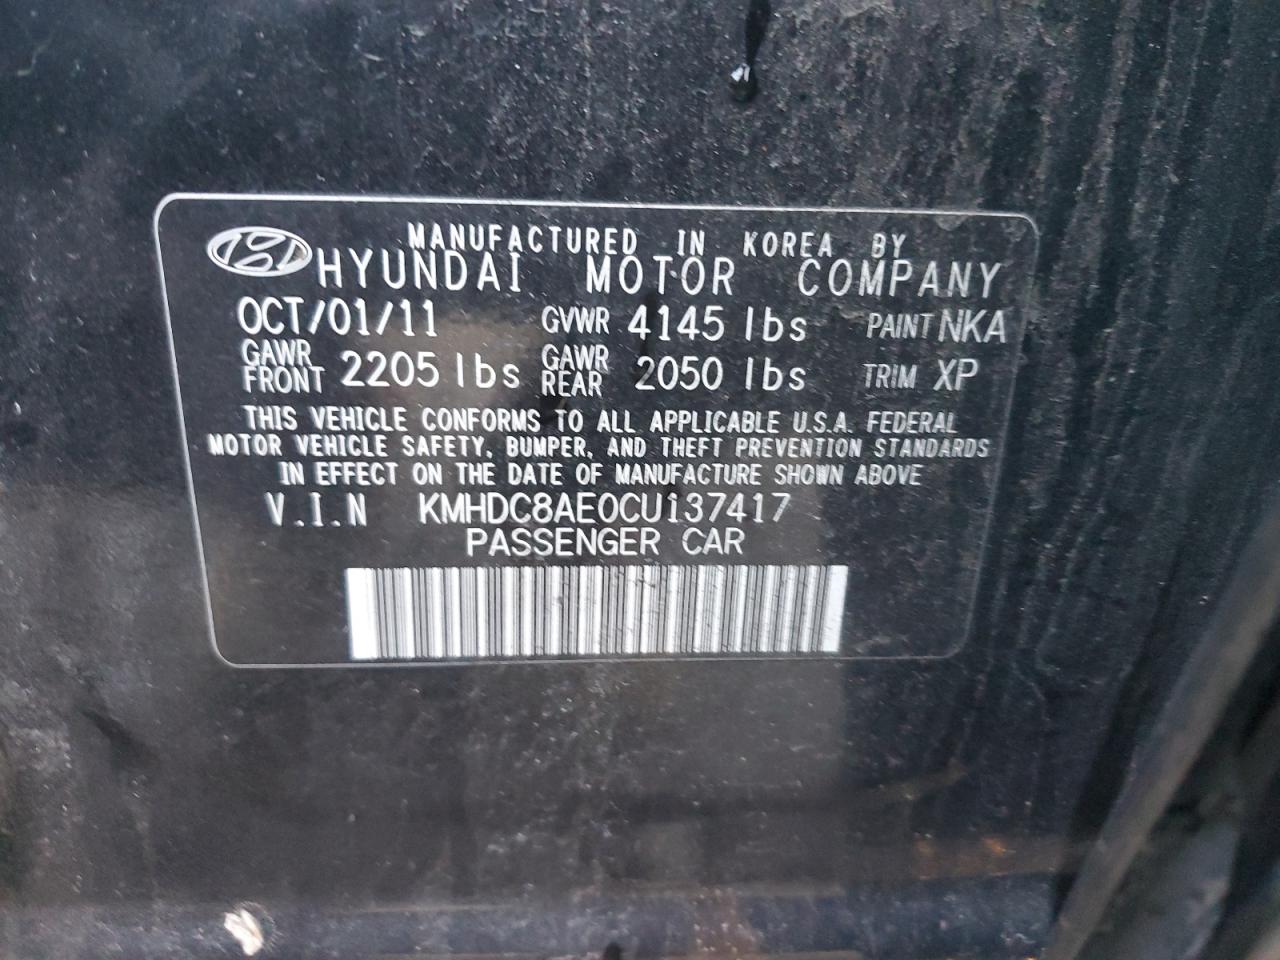 MANUFACTURED IN KOREA BY
HYUNDAI MOTOR COMPANY
OCT/01/11 GVWR 4145 lbs PAINT NKA
GAWR FRONT 2205 lbs GAWR REAR 2050 lbs TRIM XP
THIS VEHICLE CONFORMS TO ALL APPLICABLE U.S.A. FEDERAL
MOTOR VEHICLE SAFETY, BUMPER, AND THEFT PREVENTION STANDARDS
IN EFFECT ON THE DATE OF MANUFACTURE SHOWN ABOVE
V.I.N KMHDC8AE0CU137417
PASSENGER CAR